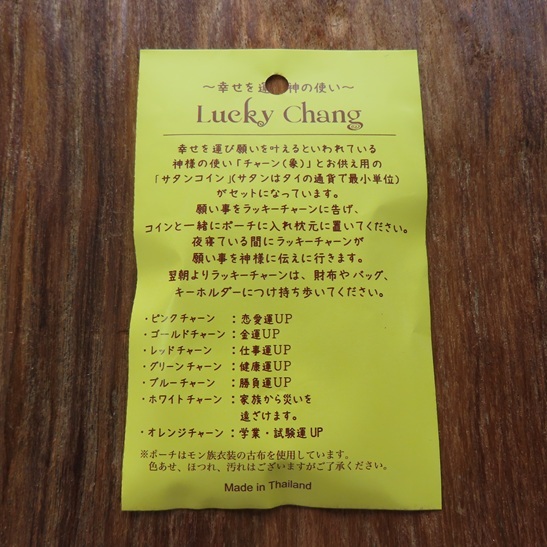 ～幸せを運 神の使い～
Lucky Chang
幸せを運び願いを叶えるといわれている
神様の使い「チャーン(象)」とお供え用の
「サタンコイン」(サタンはタイの通貨で最小単位)
がセットになっています。
願い事をラッキーチャーンに告げ、
コインと一緒にポーチに入れ枕元に置いてください。
夜寝ている間にラッキーチャーンが
願い事を神様に伝えに行きます。
翌朝よりラッキーチャーンは、財布やバッグ、
キーホルダーにつけ持ち歩いてください。
・ピンクチャーン ：恋愛運UP
・ゴールドチャーン ：金運UP
・レッドチャーン ：仕事運UP
・グリーンチャーン ：健康運UP
・ブルーチャーン ：勝負運UP
・ホワイトチャーン ：家族から災いを
遠ざけます。
・オレンジチャーン ：学業・試験運UP
※ポーチはモン族衣装の古布を使用しています。
色あせ、ほつれ、汚れはございますがご了承ください。
Made in Thailand